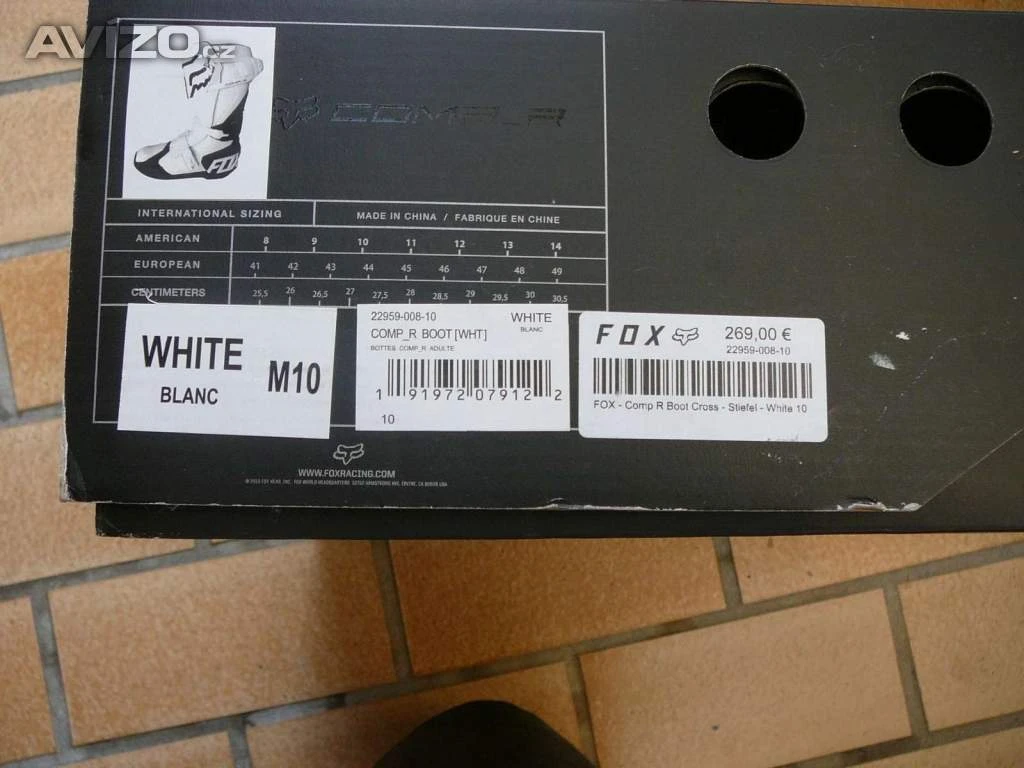 AVIZO.cz
FOX
COMP_R
INTERNATIONAL SIZING
MADE IN CHINA / FABRIQUE EN CHINE
AMERICAN 8 9 10 11 12 13 14
EUROPEAN 41 42 43 44 45 46 47 48 49
CENTIMETERS 25,5 26 26,5 27 27,5 28 28,5 29 29,5 30 30,5
WHITE
BLANC
M10
22959-008-10 WHITE
COMP_R BOOT [WHT] BLANC
BOTTES COMP_R ADULTE
1 91972 07912 2
10
FOX 269,00 €
22959-008-10
FOX - Comp R Boot Cross - Stiefel - White 10
WWW.FOXRACING.COM